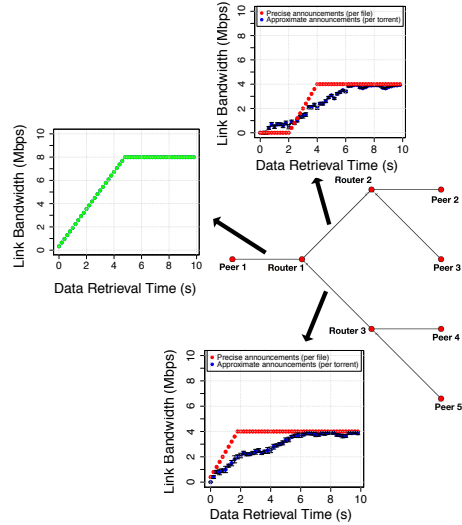 Precise announcements (per file)
Approximate announcements (per torrent)
Link Bandwidth (Mbps)
10
8
6
4
2
0
0 2 4 6 8 10
Data Retrieval Time (s)
Link Bandwidth (Mbps)
10
8
6
4
2
0
0 2 4 6 8 10
Data Retrieval Time (s)
Router 2
Peer 2
Peer 1
Router 1
Peer 3
Router 3
Peer 4
Peer 5
Precise announcements (per file)
Approximate announcements (per torrent)
Link Bandwidth (Mbps)
10
8
6
4
2
0
0 2 4 6 8 10
Data Retrieval Time (s)